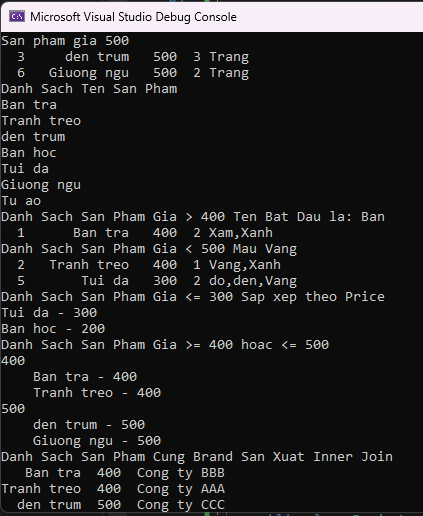 Microsoft Visual Studio Debug Console
San pham gia 500
  3     den trum   500  3 Trang
  6   Giuong ngu   500  2 Trang
Danh Sach Ten San Pham
Ban tra
Tranh treo
den trum
Ban hoc
Tui da
Giuong ngu
Tu ao
Danh Sach San Pham Gia > 400 Ten Bat Dau la: Ban
  1      Ban tra   400  2 Xam,Xanh
Danh Sach San Pham Gia < 500 Mau Vang
  2   Tranh treo   400  1 Vang,Xanh
  5       Tui da   300  2 do,den,Vang
Danh Sach San Pham Gia <= 300 Sap xep theo Price
Tui da - 300
Ban hoc - 200
Danh Sach San Pham Gia >= 400 hoac <= 500
400
    Ban tra - 400
    Tranh treo - 400
500
    den trum - 500
    Giuong ngu - 500
Danh Sach San Pham Cung Brand San Xuat Inner Join
   Ban tra  400  Cong ty BBB
Tranh treo  400  Cong ty AAA
  den trum  500  Cong ty CCC